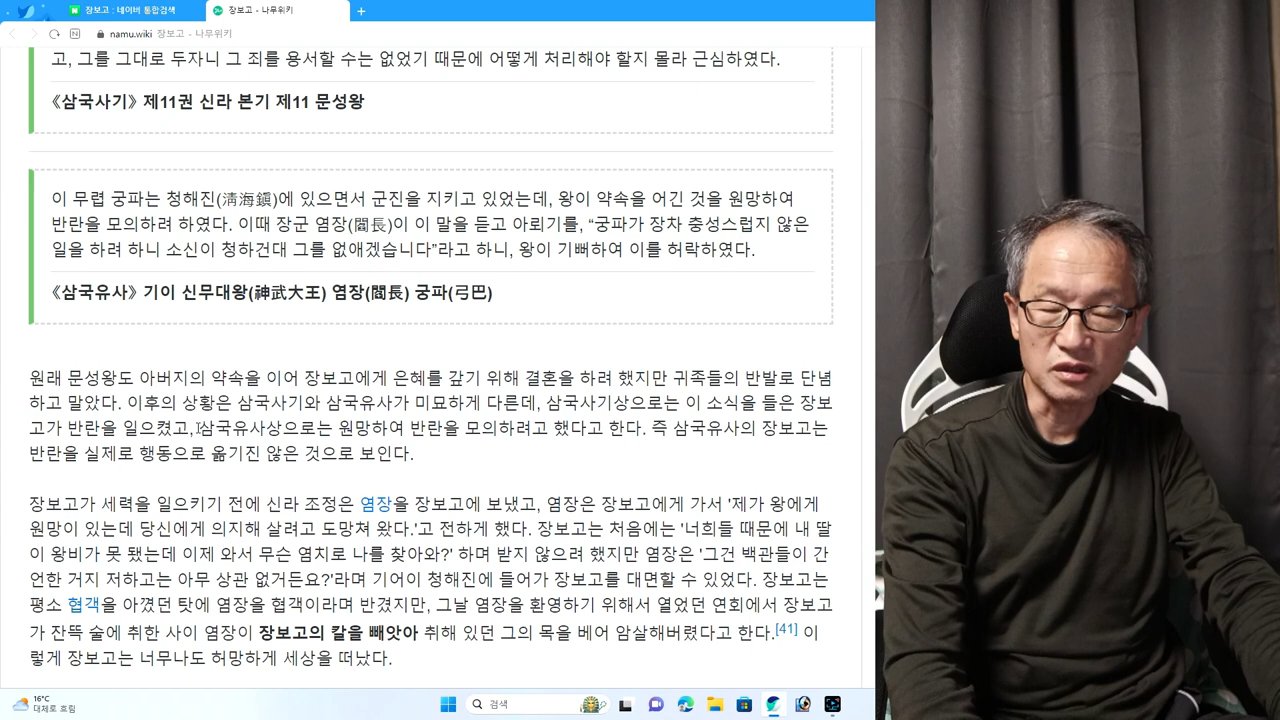 장보고 : 네이버 통합검색
장보고 - 나무위키
namu.wiki 장보고 - 나무위키
고, 그를 그대로 두자니 그 죄를 용서할 수는 없었기 때문에 어떻게 처리해야 할지 몰라 근심하였다.
《삼국사기》 제11권 신라 본기 제11 문성왕
이 무렵 궁파는 청해진(淸海鎭)에 있으면서 군진을 지키고 있었는데, 왕이 약속을 어긴 것을 원망하여
반란을 모의하려 하였다. 이때 장군 염장(閻長)이 이 말을 듣고 아뢰기를, “궁파가 장차 충성스럽지 않은
일을 하려 하니 소신이 청하건대 그를 없애겠습니다”라고 하니, 왕이 기뻐하여 이를 허락하였다.
《삼국유사》 기이 신무대왕(神武大王) 염장(閻長) 궁파(弓巴)
원래 문성왕도 아버지의 약속을 이어 장보고에게 은혜를 갚기 위해 결혼을 하려 했지만 귀족들의 반발로 단념
하고 말았다. 이후의 상황은 삼국사기와 삼국유사가 미묘하게 다른데, 삼국사기상으로는 이 소식을 들은 장보
고가 반란을 일으켰고, 삼국유사상으로는 원망하여 반란을 모의하려고 했다고 한다. 즉 삼국유사의 장보고는
반란을 실제로 행동으로 옮기진 않은 것으로 보인다.
장보고가 세력을 일으키기 전에 신라 조정은 염장을 장보고에 보냈고, 염장은 장보고에게 가서 '제가 왕에게
원망이 있는데 당신에게 의지해 살려고 도망쳐 왔다.'고 전하게 했다. 장보고는 처음에는 '너희들 때문에 내 딸
이 왕비가 못 됐는데 이제 와서 무슨 염치로 나를 찾아와?' 하며 받지 않으려 했지만 염장은 '그건 백관들이 간
언한 거지 저하고는 아무 상관 없거든요?'라며 기어이 청해진에 들어가 장보고를 대면할 수 있었다. 장보고는
평소 협객을 아꼈던 탓에 염장을 협객이라며 반겼지만, 그날 염장을 환영하기 위해서 열었던 연회에서 장보고
가 잔뜩 술에 취한 사이 염장이 장보고의 칼을 빼앗아 취해 있던 그의 목을 베어 암살해버렸다고 한다.[41] 이
렇게 장보고는 너무나도 허망하게 세상을 떠났다.
16°C
대체로 흐림
검색